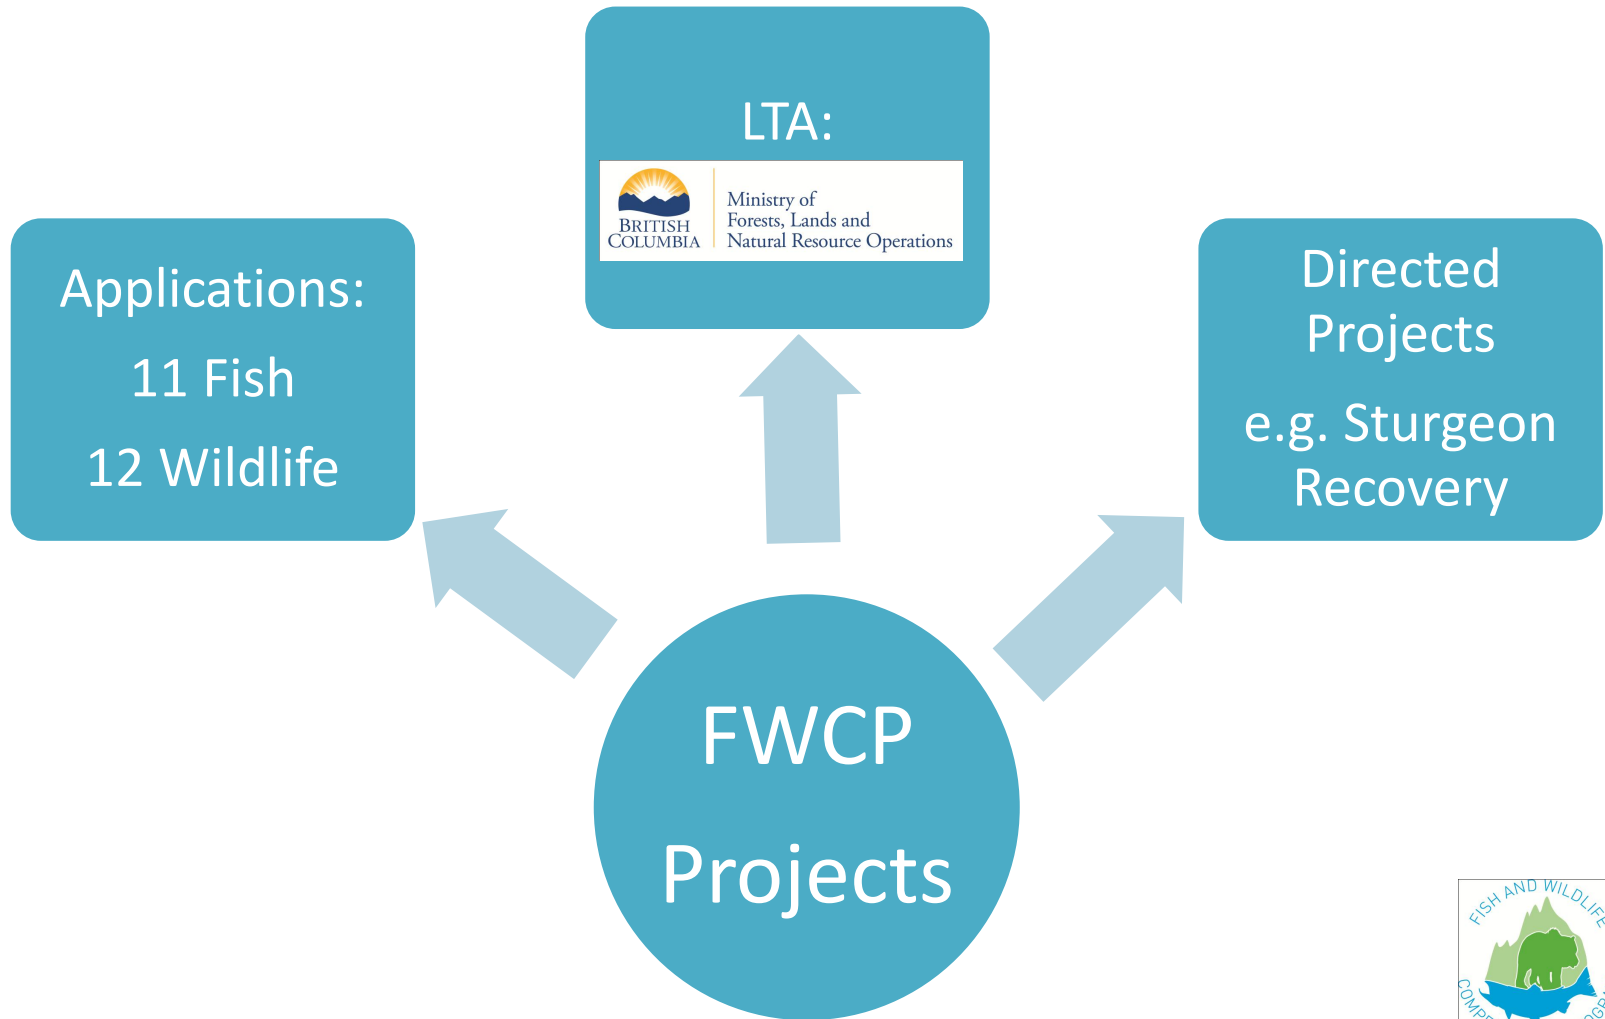 LTA:
BRITISH
COLUMBIA
Ministry of
Forests, Lands and
Natural Resource Operations
Applications:
11 Fish
12 Wildlife
Directed
Projects
e.g. Sturgeon
Recovery
FWCP
Projects
FISH AND WILDLIFE